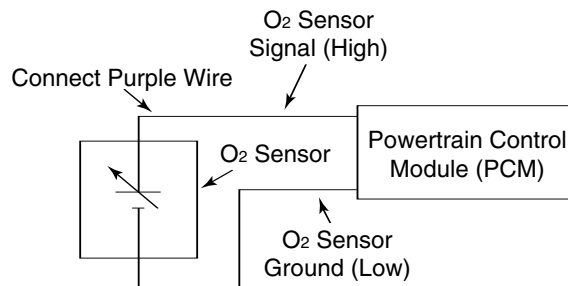 O2 Sensor
Signal (High)
Connect Purple Wire
Powertrain Control
Module (PCM)
O2 Sensor
O2 Sensor
Ground (Low)